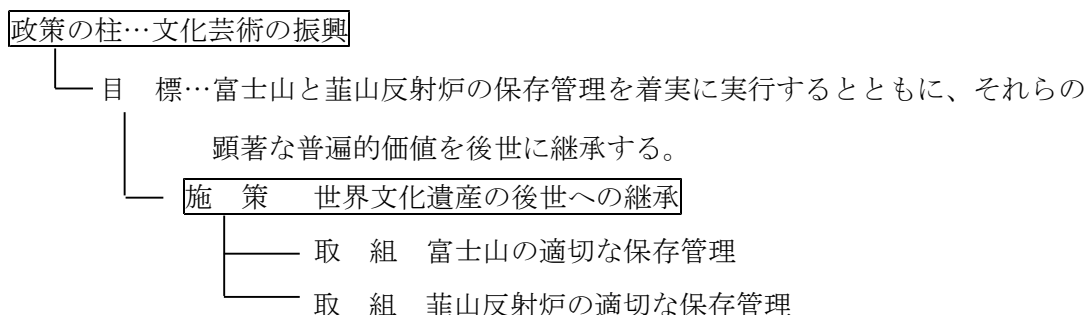 政策の柱…文化芸術の振興
目　標…富士山と韮山反射炉の保存管理を着実に実行するとともに、それらの
顕著な普遍的価値を後世に継承する。
施　策　　世界文化遺産の後世への継承
取　組　富士山の適切な保存管理
取　組　韮山反射炉の適切な保存管理